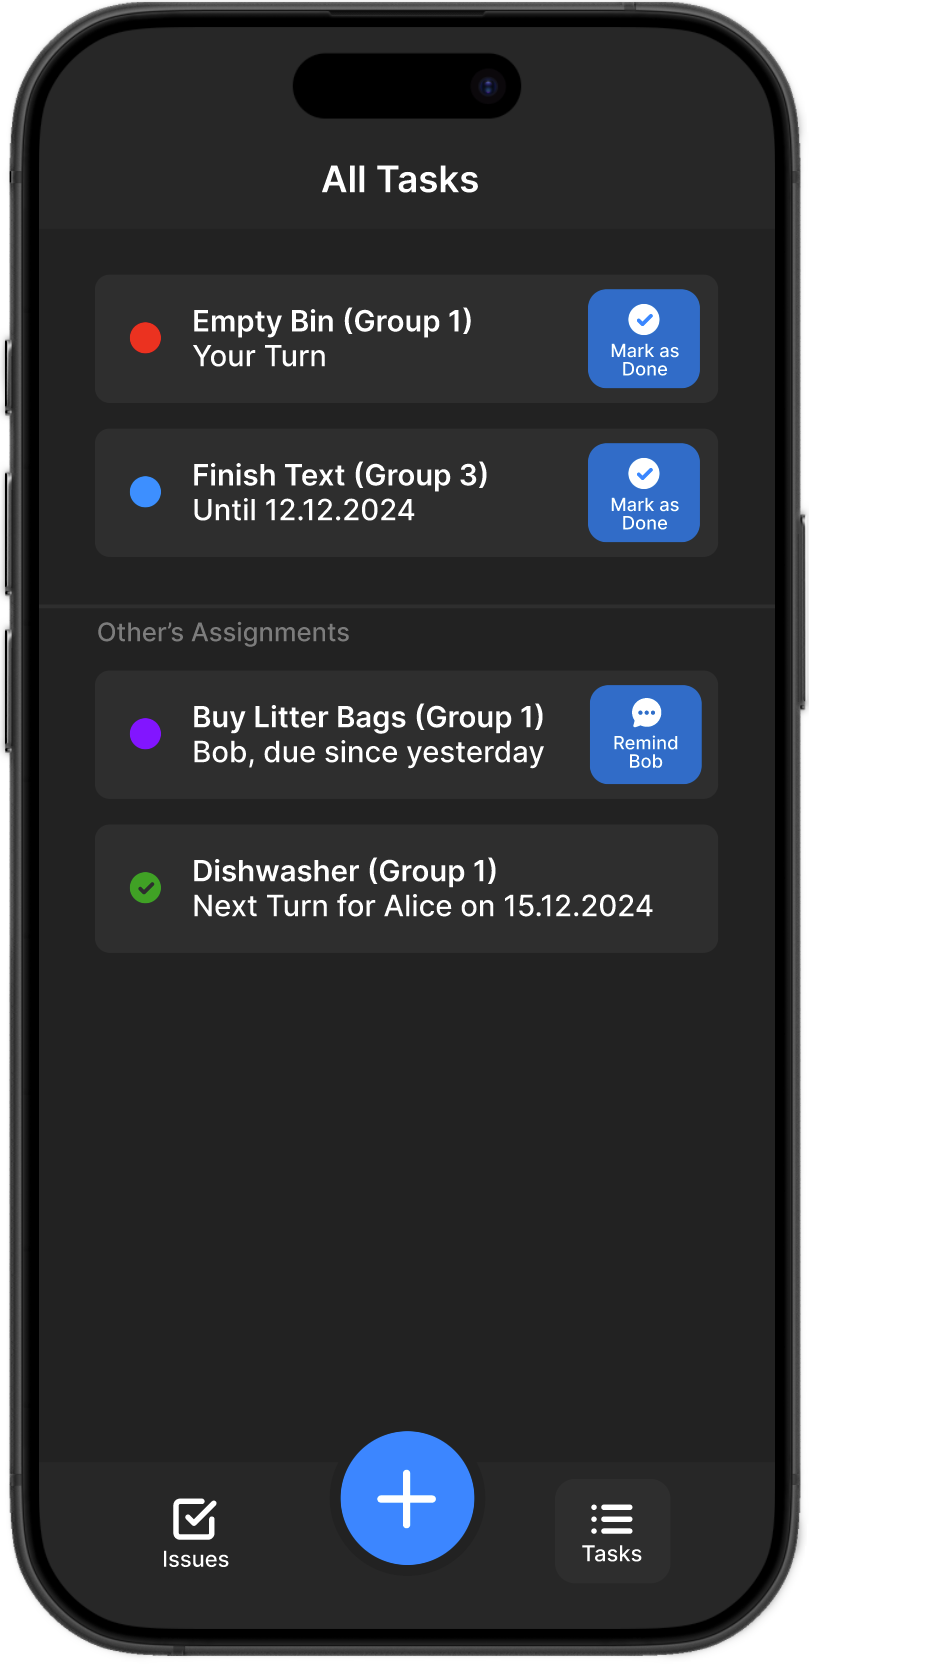 All Tasks
Empty Bin (Group 1)
Your Turn
Mark as
Done
Finish Text (Group 3)
Until 12.12.2024
Mark as
Done
Other’s Assignments
Buy Litter Bags (Group 1)
Bob, due since yesterday
Remind
Bob
Dishwasher (Group 1)
Next Turn for Alice on 15.12.2024
Issues
Tasks